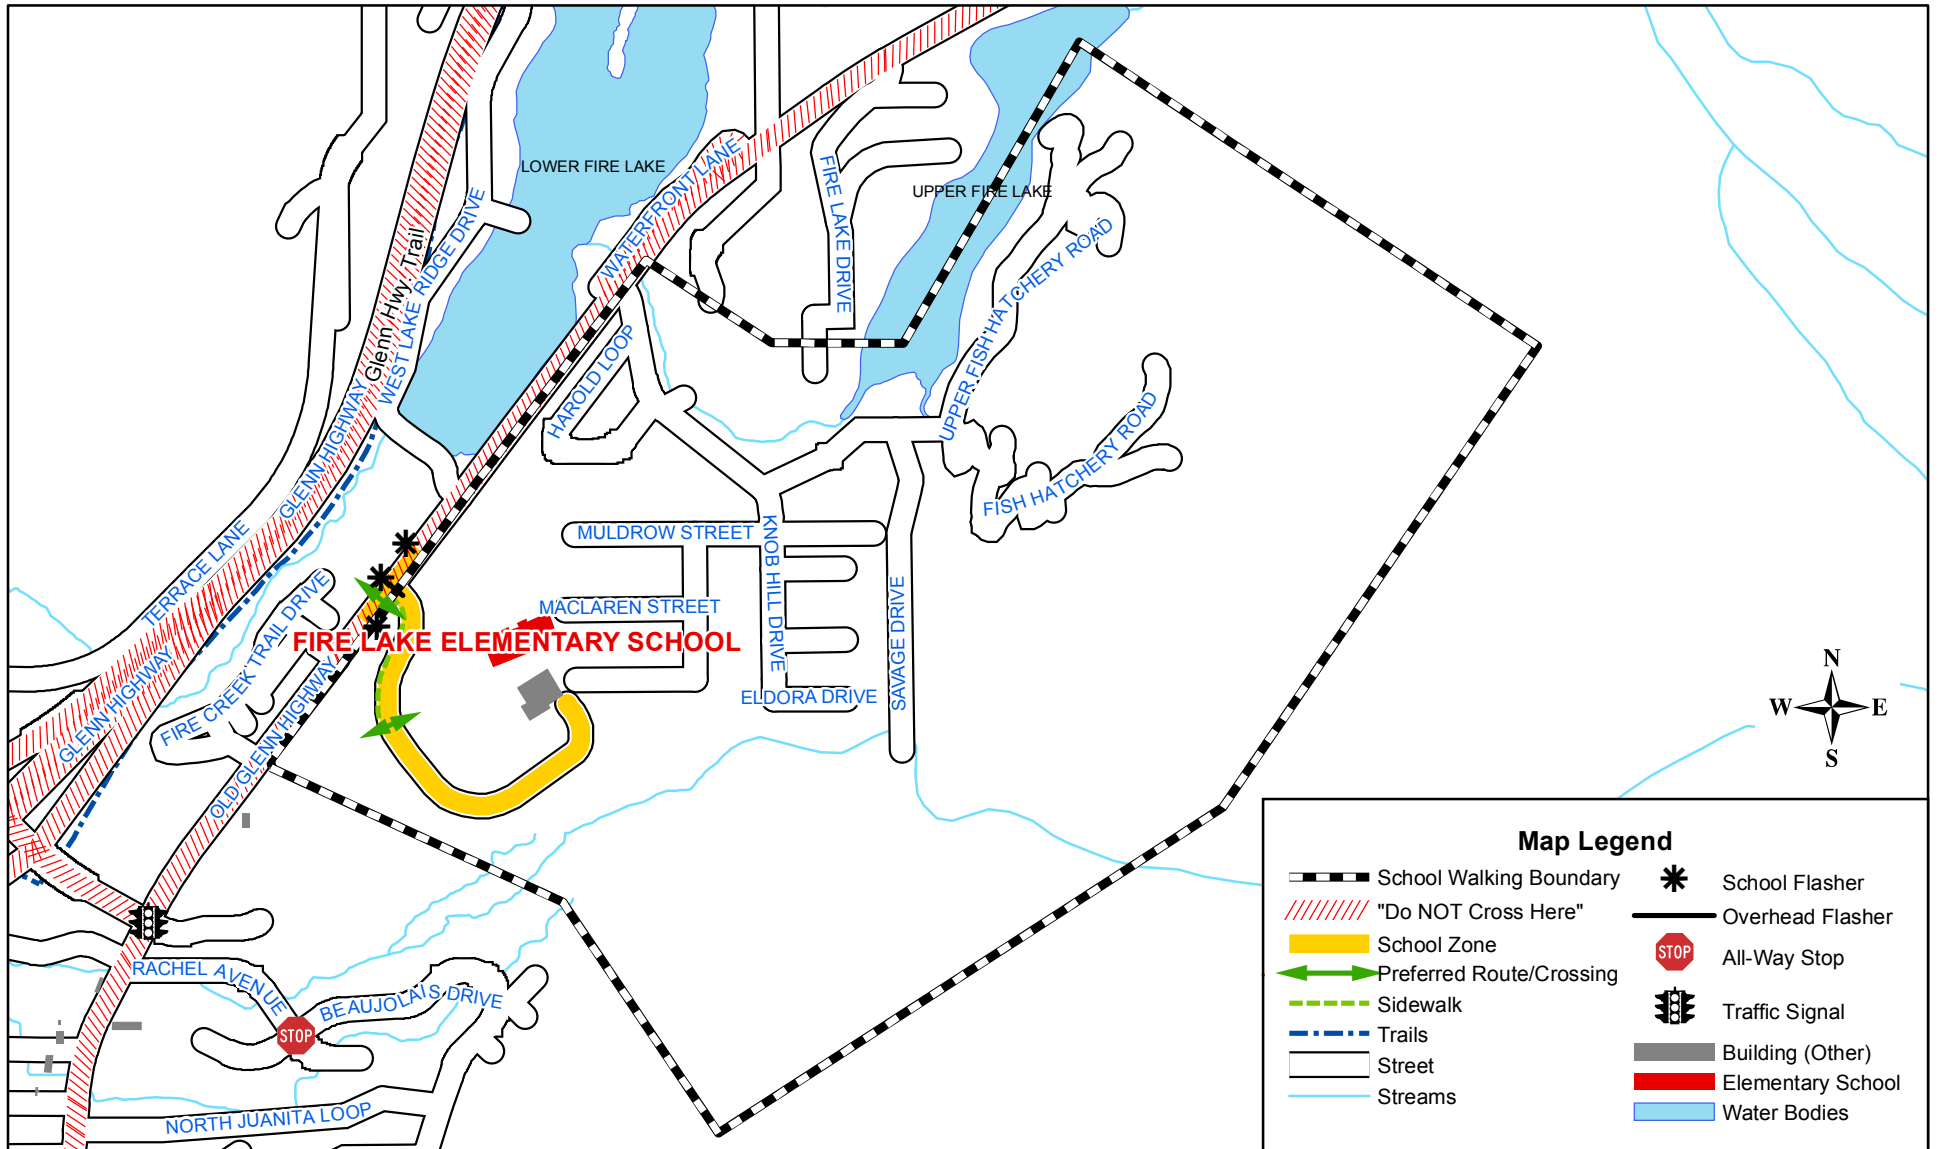 LOWER FIRE LAKE
WATERFRONT LANE
FIRE LAKE DRIVE
UPPER FIRE LAKE
UPPER FISH HATCHERY ROAD
Glenn Hwy Trail
WEST LAKE RIDGE DRIVE
GLENN HIGHWAY
HAROLD LOOP
FISH HATCHERY ROAD
TERRACE LANE
MULDROW STREET
KNOB HILL DRIVE
MACLAREN STREET
SAVAGE DRIVE
FIRE LAKE ELEMENTARY SCHOOL
FIRE CREEK TRAIL DRIVE
GLENN HIGHWAY
OLD GLENN HIGHWAY
ELDORA DRIVE
N
W E
S
RACHEL AVENUE
BEAUJOLAIS DRIVE
STOP
NORTH JUANITA LOOP
Map Legend
School Walking Boundary
"Do NOT Cross Here"
School Zone
Preferred Route/Crossing
Sidewalk
Trails
Street
Streams
School Flasher
Overhead Flasher
STOP
All-Way Stop
Traffic Signal
Building (Other)
Elementary School
Water Bodies